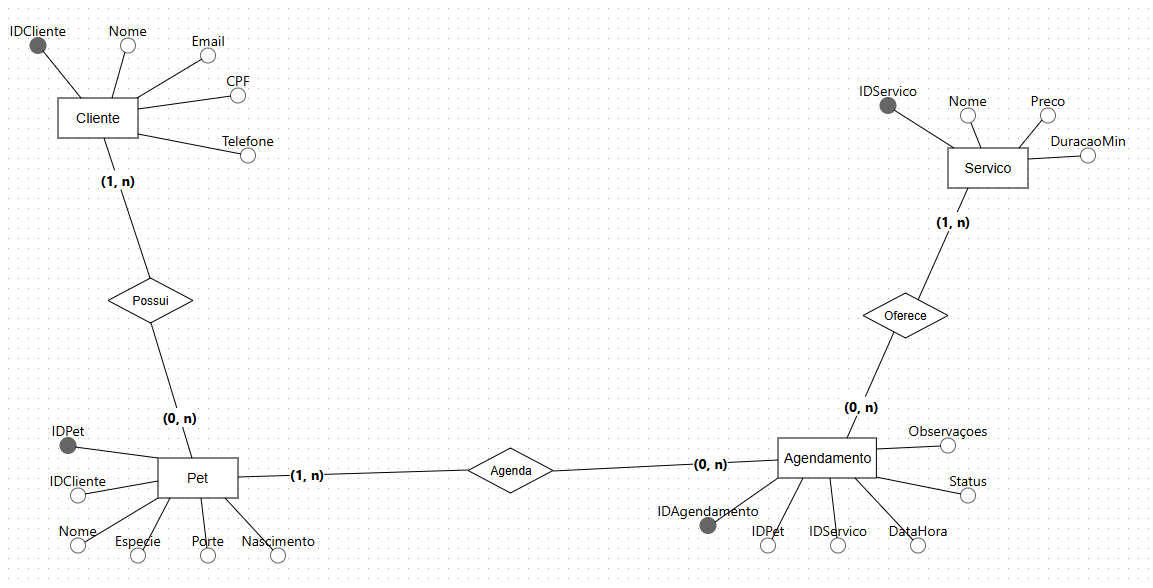 IDCliente
Nome
Email
CPF
Telefone
Cliente
(1, n)
Possui
(0, n)
IDPet
IDCliente
Nome
Especie
Porte
Nascimento
Pet
(1, n)
Agenda
(0, n)
IDServico
Nome
Preco
DuracaoMin
Servico
(1, n)
Oferece
(0, n)
Agendamento
Observaçoes
Status
IDAgendamento
IDPet
IDServico
DataHora